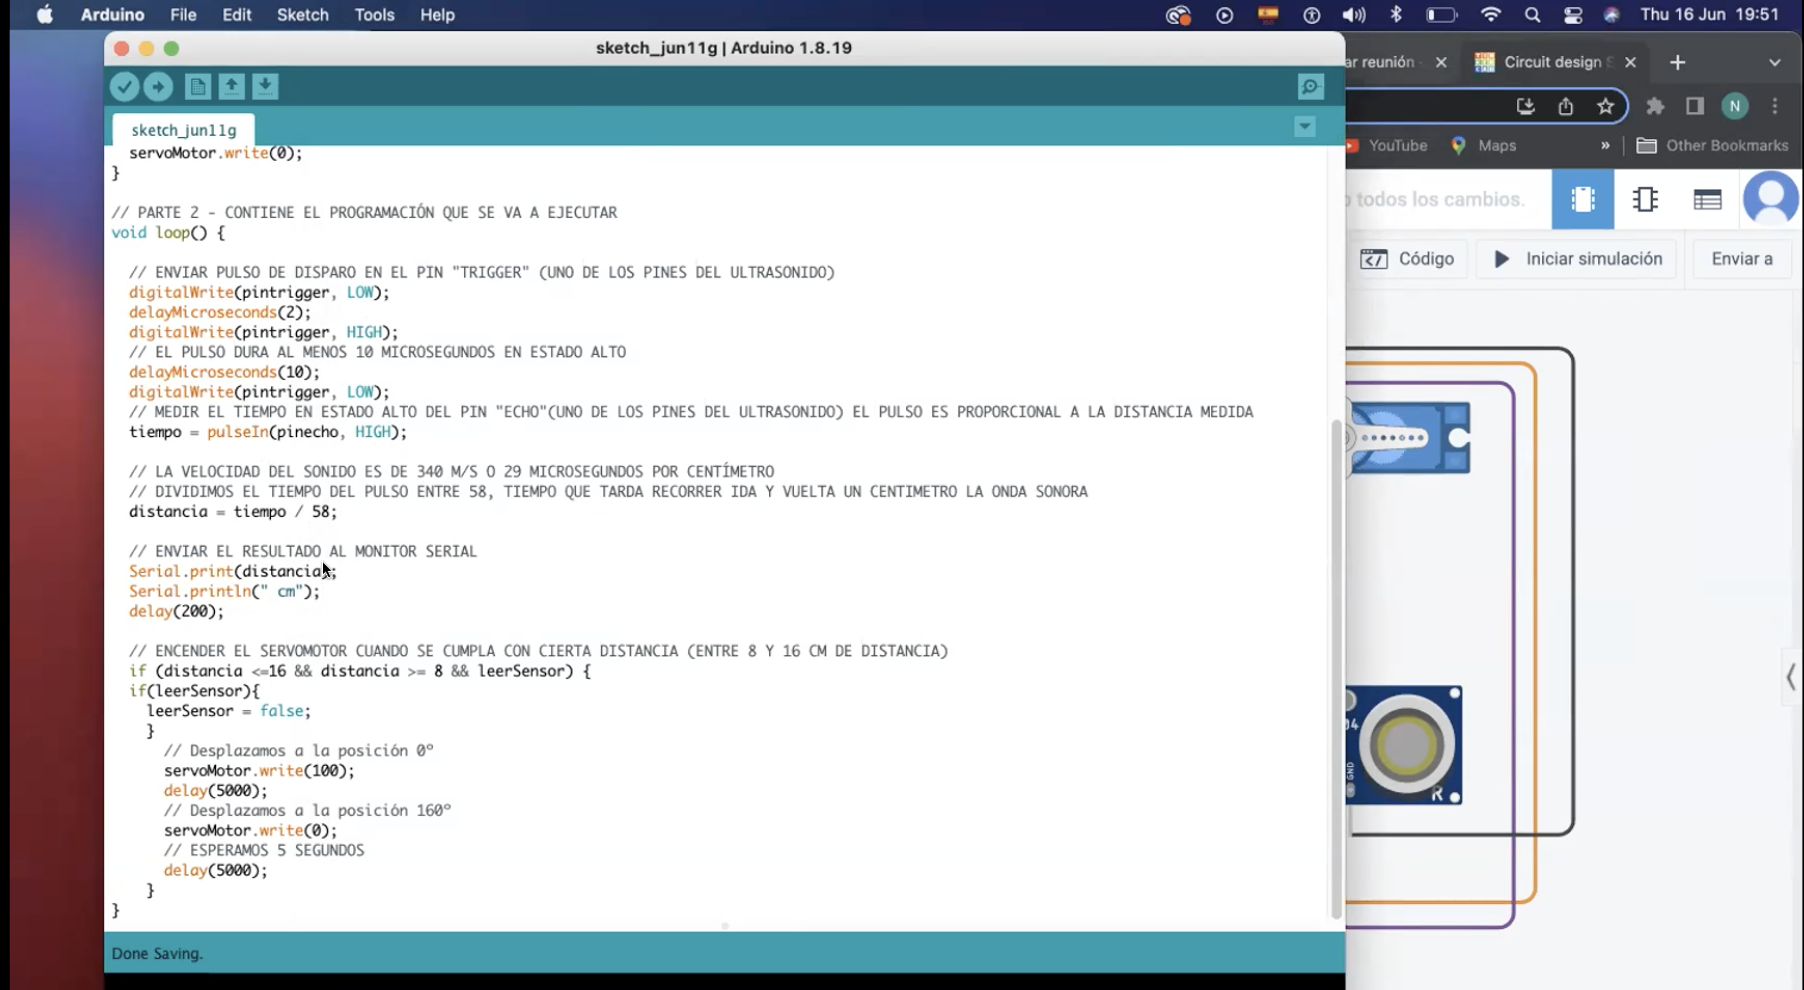 Arduino File Edit Sketch Tools Help Thu 16 Jun 19:51
sketch_jun11g | Arduino 1.8.19
ar reunión Circuit design
N
sketch_jun11g
YouTube Maps » Other Bookmarks
todos los cambios.
Código Iniciar simulación Enviar a
servoMotor.write(0);
}
// PARTE 2 - CONTIENE EL PROGRAMACIÓN QUE SE VA A EJECUTAR
void loop() {
// ENVIAR PULSO DE DISPARO EN EL PIN "TRIGGER" (UNO DE LOS PINES DEL ULTRASONIDO)
digitalWrite(pintrigger, LOW);
delayMicroseconds(2);
digitalWrite(pintrigger, HIGH);
// EL PULSO DURA AL MENOS 10 MICROSEGUNDOS EN ESTADO ALTO
delayMicroseconds(10);
digitalWrite(pintrigger, LOW);
// MEDIR EL TIEMPO EN ESTADO ALTO DEL PIN "ECHO"(UNO DE LOS PINES DEL ULTRASONIDO) EL PULSO ES PROPORCIONAL A LA DISTANCIA MEDIDA
tiempo = pulseIn(pinecho, HIGH);
// LA VELOCIDAD DEL SONIDO ES DE 340 M/S O 29 MICROSEGUNDOS POR CENTÍMETRO
// DIVIDIMOS EL TIEMPO DEL PULSO ENTRE 58, TIEMPO QUE TARDA RECORRER IDA Y VUELTA UN CENTIMETRO LA ONDA SONORA
distancia = tiempo / 58;
// ENVIAR EL RESULTADO AL MONITOR SERIAL
Serial.print(distancia);
Serial.println(" cm");
delay(200);
// ENCENDER EL SERVOMOTOR CUANDO SE CUMPLA CON CIERTA DISTANCIA (ENTRE 8 Y 16 CM DE DISTANCIA)
if (distancia <=16 && distancia >= 8 && leerSensor) {
if(leerSensor){
leerSensor = false;
}
// Desplazamos a la posición 0º
servoMotor.write(100);
delay(5000);
// Desplazamos a la posición 160º
servoMotor.write(0);
// ESPERAMOS 5 SEGUNDOS
delay(5000);
}
}
04
GND
R
Done Saving.